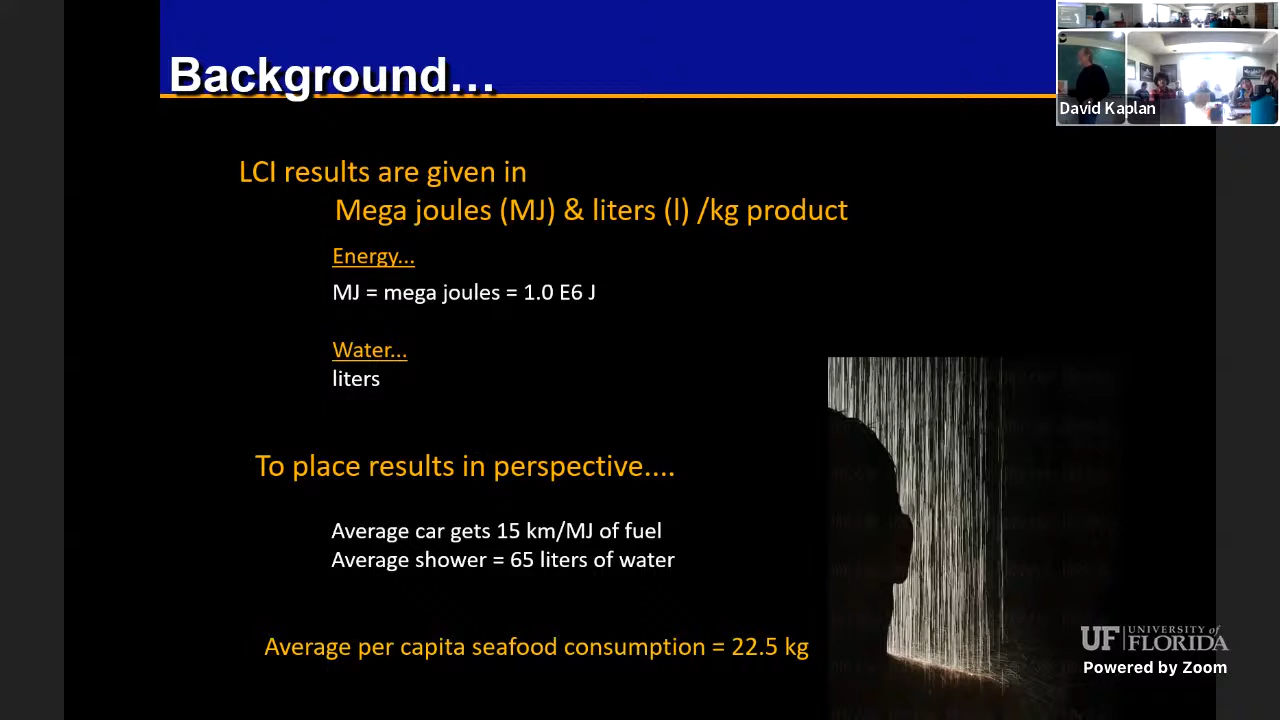 Background...
David Kaplan
LCI results are given in
Mega joules (MJ) & liters (l) /kg product
Energy...
MJ = mega joules = 1.0 E6 J
Water...
liters
To place results in perspective....
Average car gets 15 km/MJ of fuel
Average shower = 65 liters of water
Average per capita seafood consumption = 22.5 kg
UF UNIVERSITY of
FLORIDA
Powered by Zoom